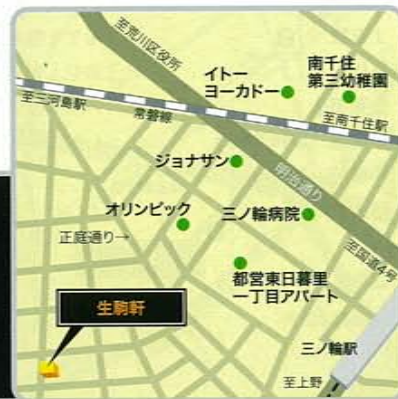 至荒川区役所
イトー
ヨーカドー
南千住
第三幼稚園
至三河島駅
常磐線
至南千住駅
ジョナサン
明治通り
オリンピック
三ノ輪病院
正庭通り→
至国道4号
都営東日暮里
一丁目アパート
生駒軒
三ノ輪駅
至上野